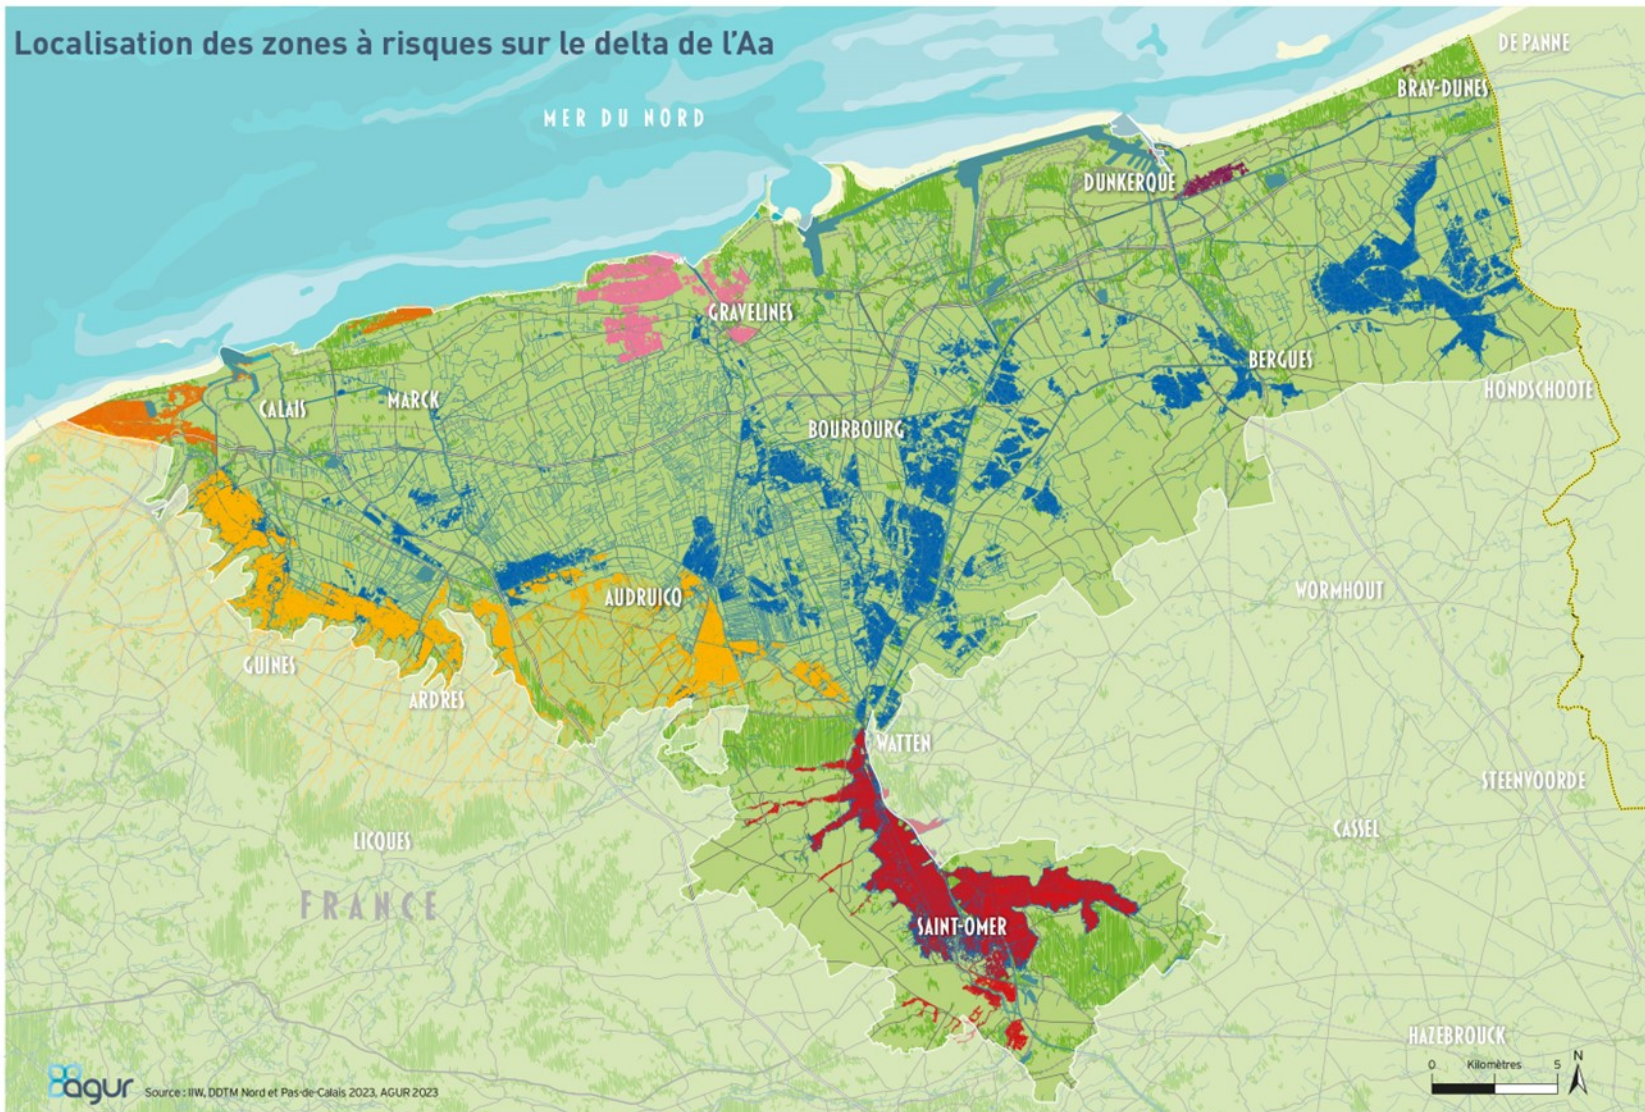 Localisation des zones à risques sur le delta de l'Aa
DE PANNE
BRAY-DUNES
MER DU NORD
DUNKERQUE
GRAVELINES
BERGUES
HONDSCHOOTE
CALAIS
MARCK
BOURBOURG
WORMHOUT
AUDRUICQ
GUÎNES
ARDRES
WATTEN
STEENVOORDE
CASSEL
LICQUES
FRANCE
SAINT-OMER
HAZEBROUCK
0 Kilomètres 5 N
agur Source : IIW, DDTM Nord et Pas-de-Calais 2023, AGUR 2023